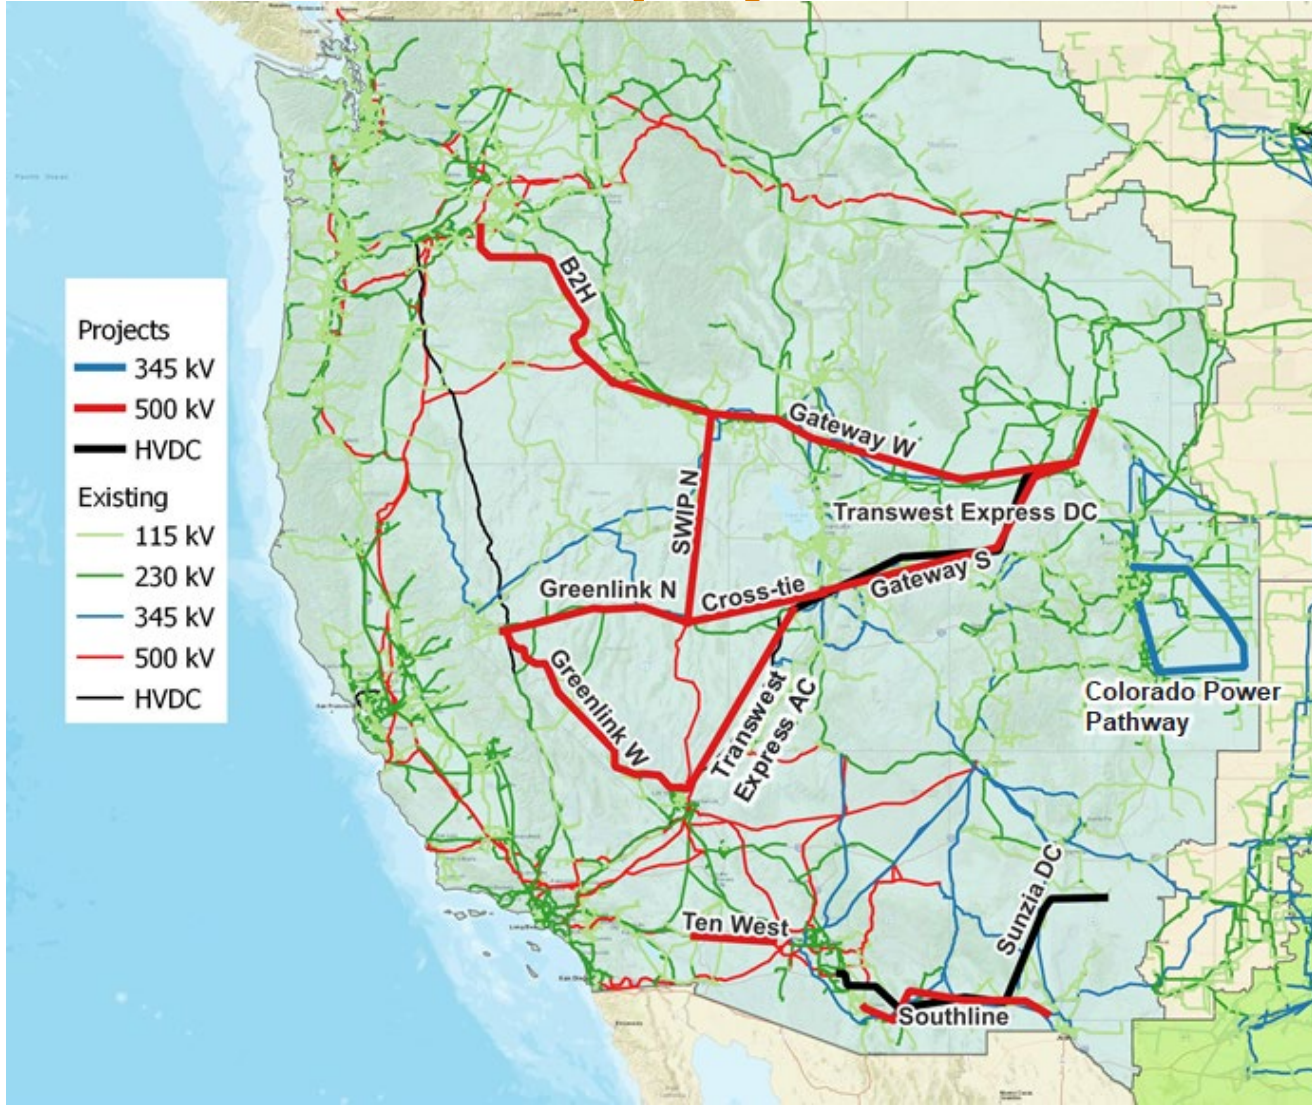 Projects
345 kV
500 kV
HVDC
Existing
115 kV
230 kV
345 kV
500 kV
HVDC
B2H
Gateway W
SWIP N
Transwest Express DC
Greenlink N
Cross-tie
Gateway S
Greenlink W
Transwest
Express AC
Colorado Power
Pathway
Sunzia DC
Ten West
Southline